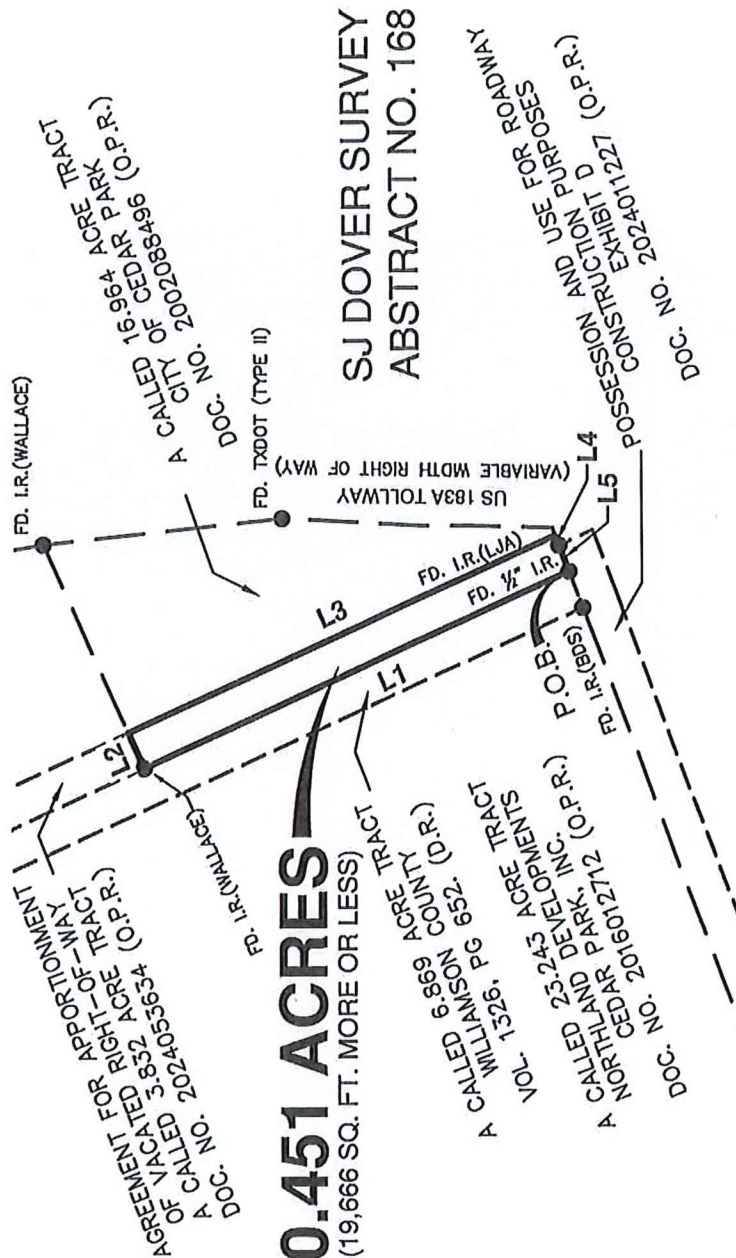 AGREEMENT FOR APPORTIONMENT
OF VACATED RIGHT-OF-WAY
A CALLED 3.832 ACRE TRACT
DOC. NO. 2024053634 (O.P.R.)
FD. I.R.(WALLACE)
A CALLED 16.964 ACRE TRACT
CITY OF CEDAR PARK
DOC. NO. 2002088496 (O.P.R.)
FD. TXDOT (TYPE II)
L2
FD. I.R.(WALLACE)
0.451 ACRES
(19,666 SQ. FT. MORE OR LESS)
L3
L1
US 183A TOLLWAY
(VARIABLE WIDTH RIGHT OF WAY)
SJ DOVER SURVEY
ABSTRACT NO. 168
A CALLED 6.869 ACRE TRACT
WILLIAMSON COUNTY
VOL. 1326, PG 652. (D.R.)
FD. I.R.(LJA)
FD. ½" I.R.
L4
L5
A CALLED 23.243 ACRE TRACT
NORTHLAND DEVELOPMENTS
CEDAR PARK, INC.
DOC. NO. 2016012712 (O.P.R.)
P.O.B.
FD. I.R.(BDS)
POSSESSION AND USE FOR ROADWAY
CONSTRUCTION PURPOSES
EXHIBIT D
DOC. NO. 2024011227 (O.P.R.)